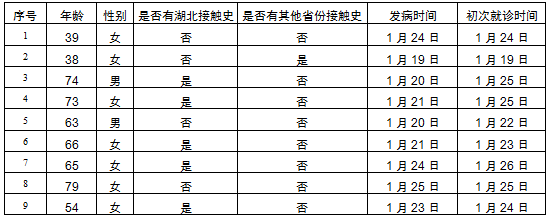 序号 年龄 性别 是否有湖北接触史 是否有其他省份接触史 发病时间 初次就诊时间
1 39 女 否 否 1 月 24 日 1 月 24 日
2 38 女 否 是 1 月 19 日 1 月 19 日
3 74 男 是 否 1 月 20 日 1 月 25 日
4 73 女 是 否 1 月 21 日 1 月 25 日
5 63 男 否 否 1 月 20 日 1 月 22 日
6 66 女 是 否 1 月 21 日 1 月 23 日
7 65 女 是 否 1 月 24 日 1 月 26 日
8 79 女 否 否 1 月 25 日 1 月 25 日
9 54 女 是 否 1 月 23 日 1 月 24 日